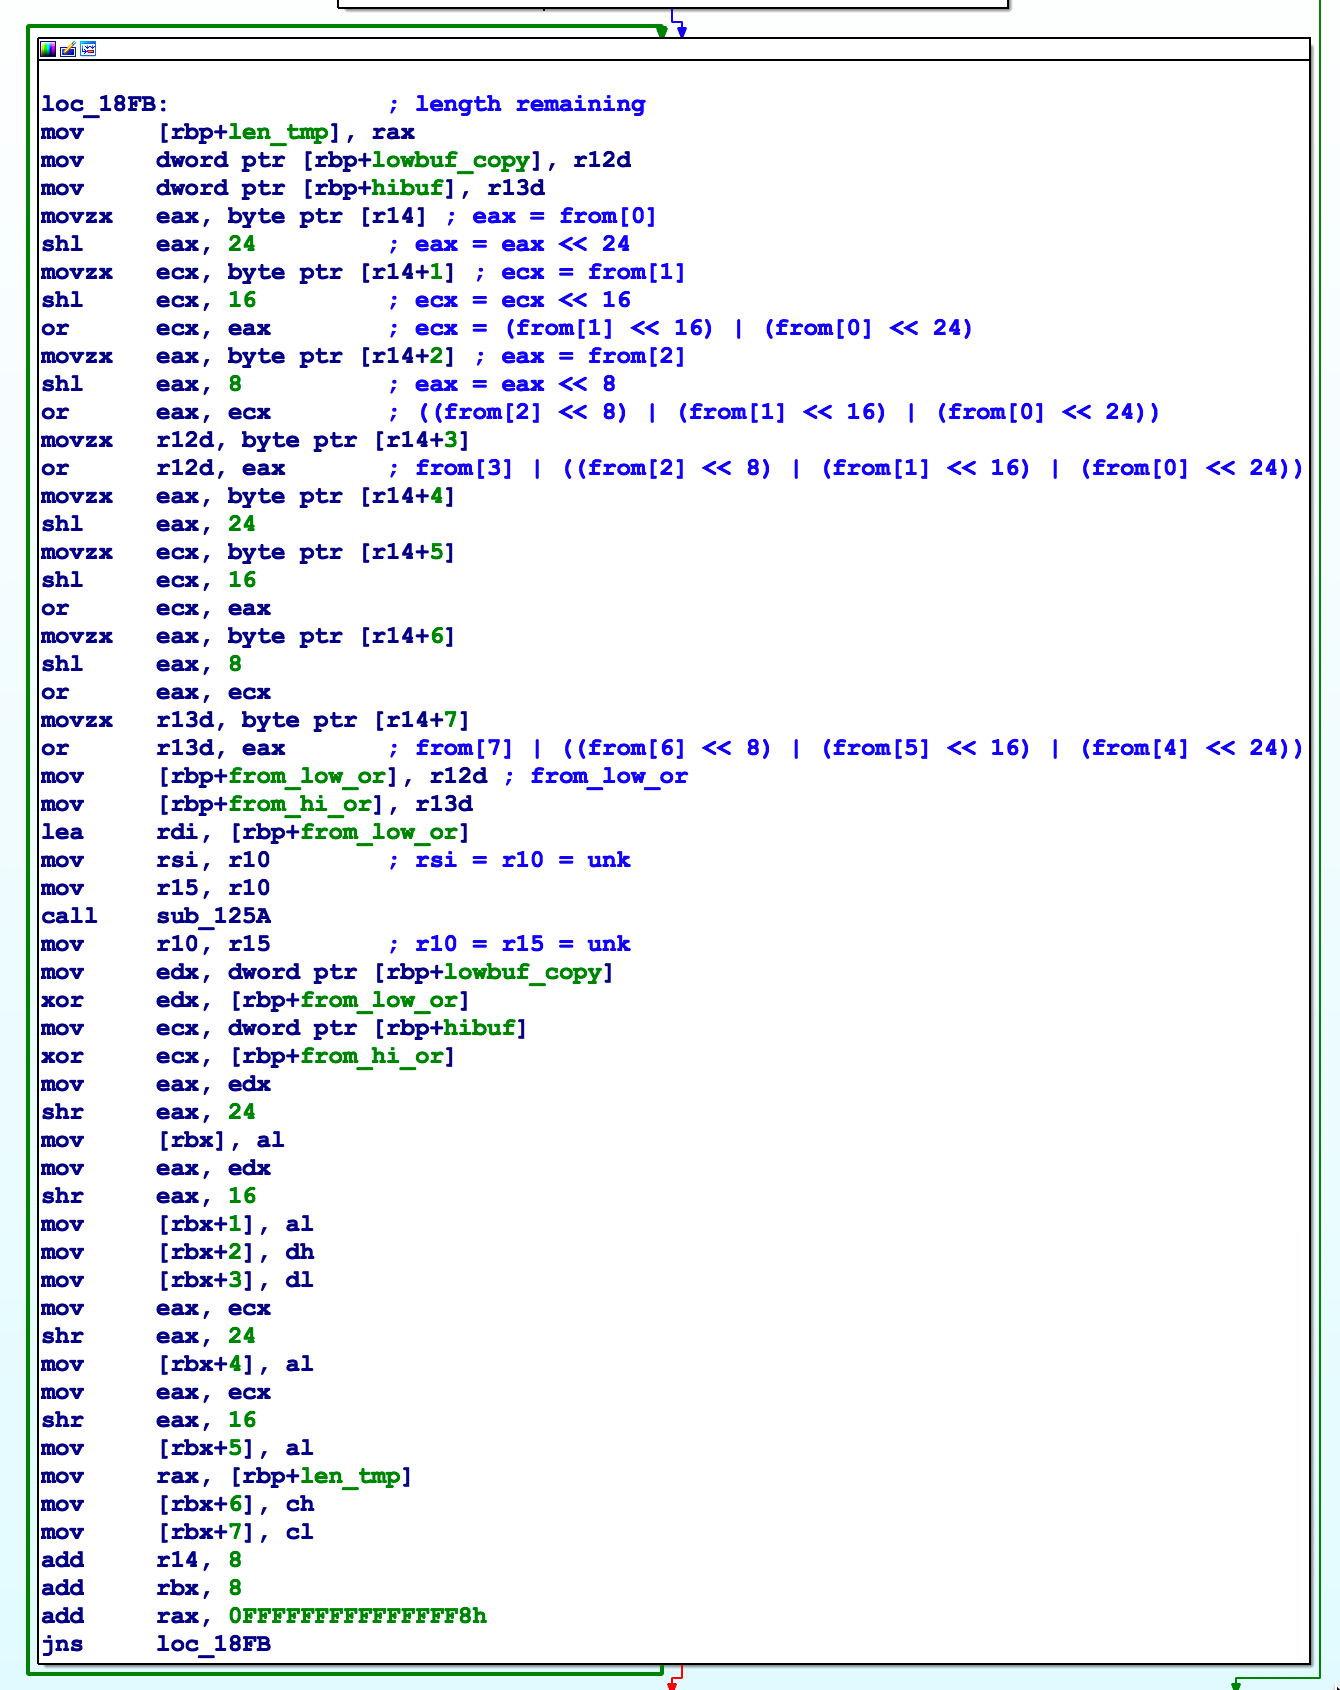 loc_18FB: ; length remaining
mov [rbp+len_tmp], rax
mov dword ptr [rbp+lowbuf_copy], r12d
mov dword ptr [rbp+hibuf], r13d
movzx eax, byte ptr [r14] ; eax = from[0]
shl eax, 24 ; eax = eax << 24
movzx ecx, byte ptr [r14+1] ; ecx = from[1]
shl ecx, 16 ; ecx = ecx << 16
or ecx, eax ; ecx = (from[1] << 16) | (from[0] << 24)
movzx eax, byte ptr [r14+2] ; eax = from[2]
shl eax, 8 ; eax = eax << 8
or eax, ecx ; ((from[2] << 8) | (from[1] << 16) | (from[0] << 24))
movzx r12d, byte ptr [r14+3]
or r12d, eax ; from[3] | ((from[2] << 8) | (from[1] << 16) | (from[0] << 24))
movzx eax, byte ptr [r14+4]
shl eax, 24
movzx ecx, byte ptr [r14+5]
shl ecx, 16
or ecx, eax
movzx eax, byte ptr [r14+6]
shl eax, 8
or eax, ecx
movzx r13d, byte ptr [r14+7]
or r13d, eax ; from[7] | ((from[6] << 8) | (from[5] << 16) | (from[4] << 24))
mov [rbp+from_low_or], r12d ; from_low_or
mov [rbp+from_hi_or], r13d
lea rdi, [rbp+from_low_or]
mov rsi, r10 ; rsi = r10 = unk
mov r15, r10
call sub_125A
mov r10, r15 ; r10 = r15 = unk
mov edx, dword ptr [rbp+lowbuf_copy]
xor edx, [rbp+from_low_or]
mov ecx, dword ptr [rbp+hibuf]
xor ecx, [rbp+from_hi_or]
mov eax, edx
shr eax, 24
mov [rbx], al
mov eax, edx
shr eax, 16
mov [rbx+1], al
mov [rbx+2], dh
mov [rbx+3], dl
mov eax, ecx
shr eax, 24
mov [rbx+4], al
mov eax, ecx
shr eax, 16
mov [rbx+5], al
mov rax, [rbp+len_tmp]
mov [rbx+6], ch
mov [rbx+7], cl
add r14, 8
add rbx, 8
add rax, 0FFFFFFFFFFFFFFF8h
jns loc_18FB